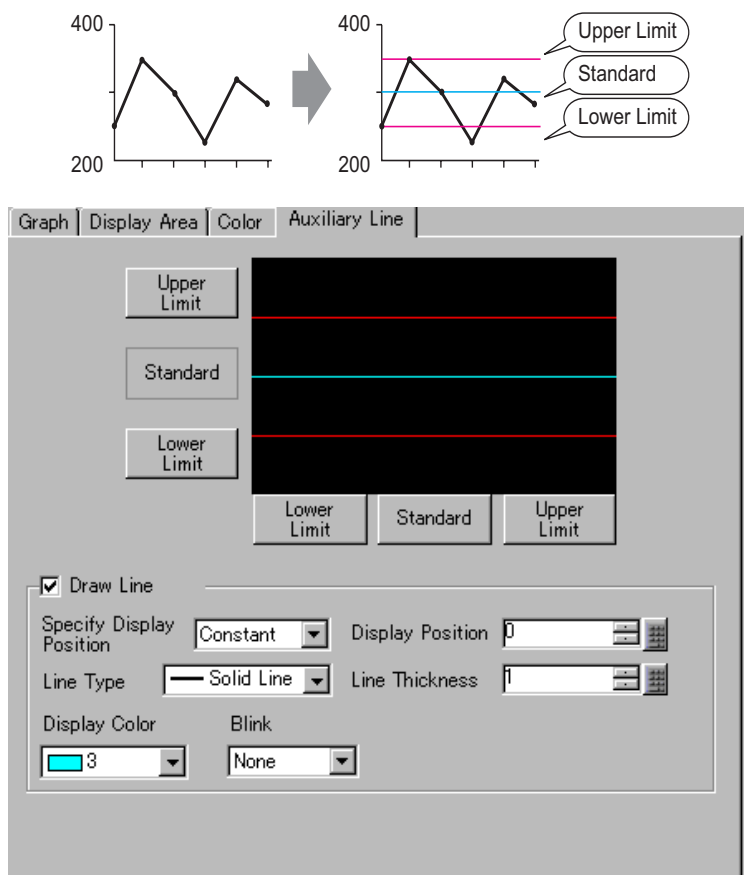 400
200
400
200
Upper Limit
Standard
Lower Limit
Graph Display Area Color Auxiliary Line
Upper
Limit
Standard
Lower
Limit
Lower
Limit
Standard
Upper
Limit
Draw Line
Specify Display
Position
Constant
Display Position
0
Line Type
Solid Line
Line Thickness
1
Display Color
Blink
3
None